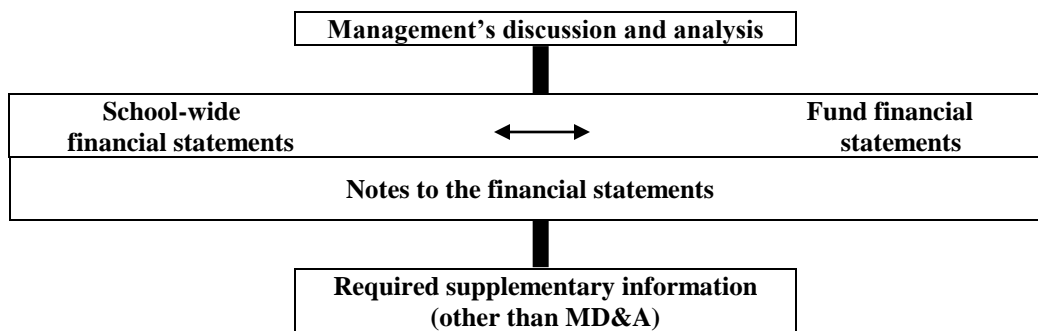 Management’s discussion and analysis
School-wide
financial statements
Fund financial
statements
Notes to the financial statements
Required supplementary information
(other than MD&A)